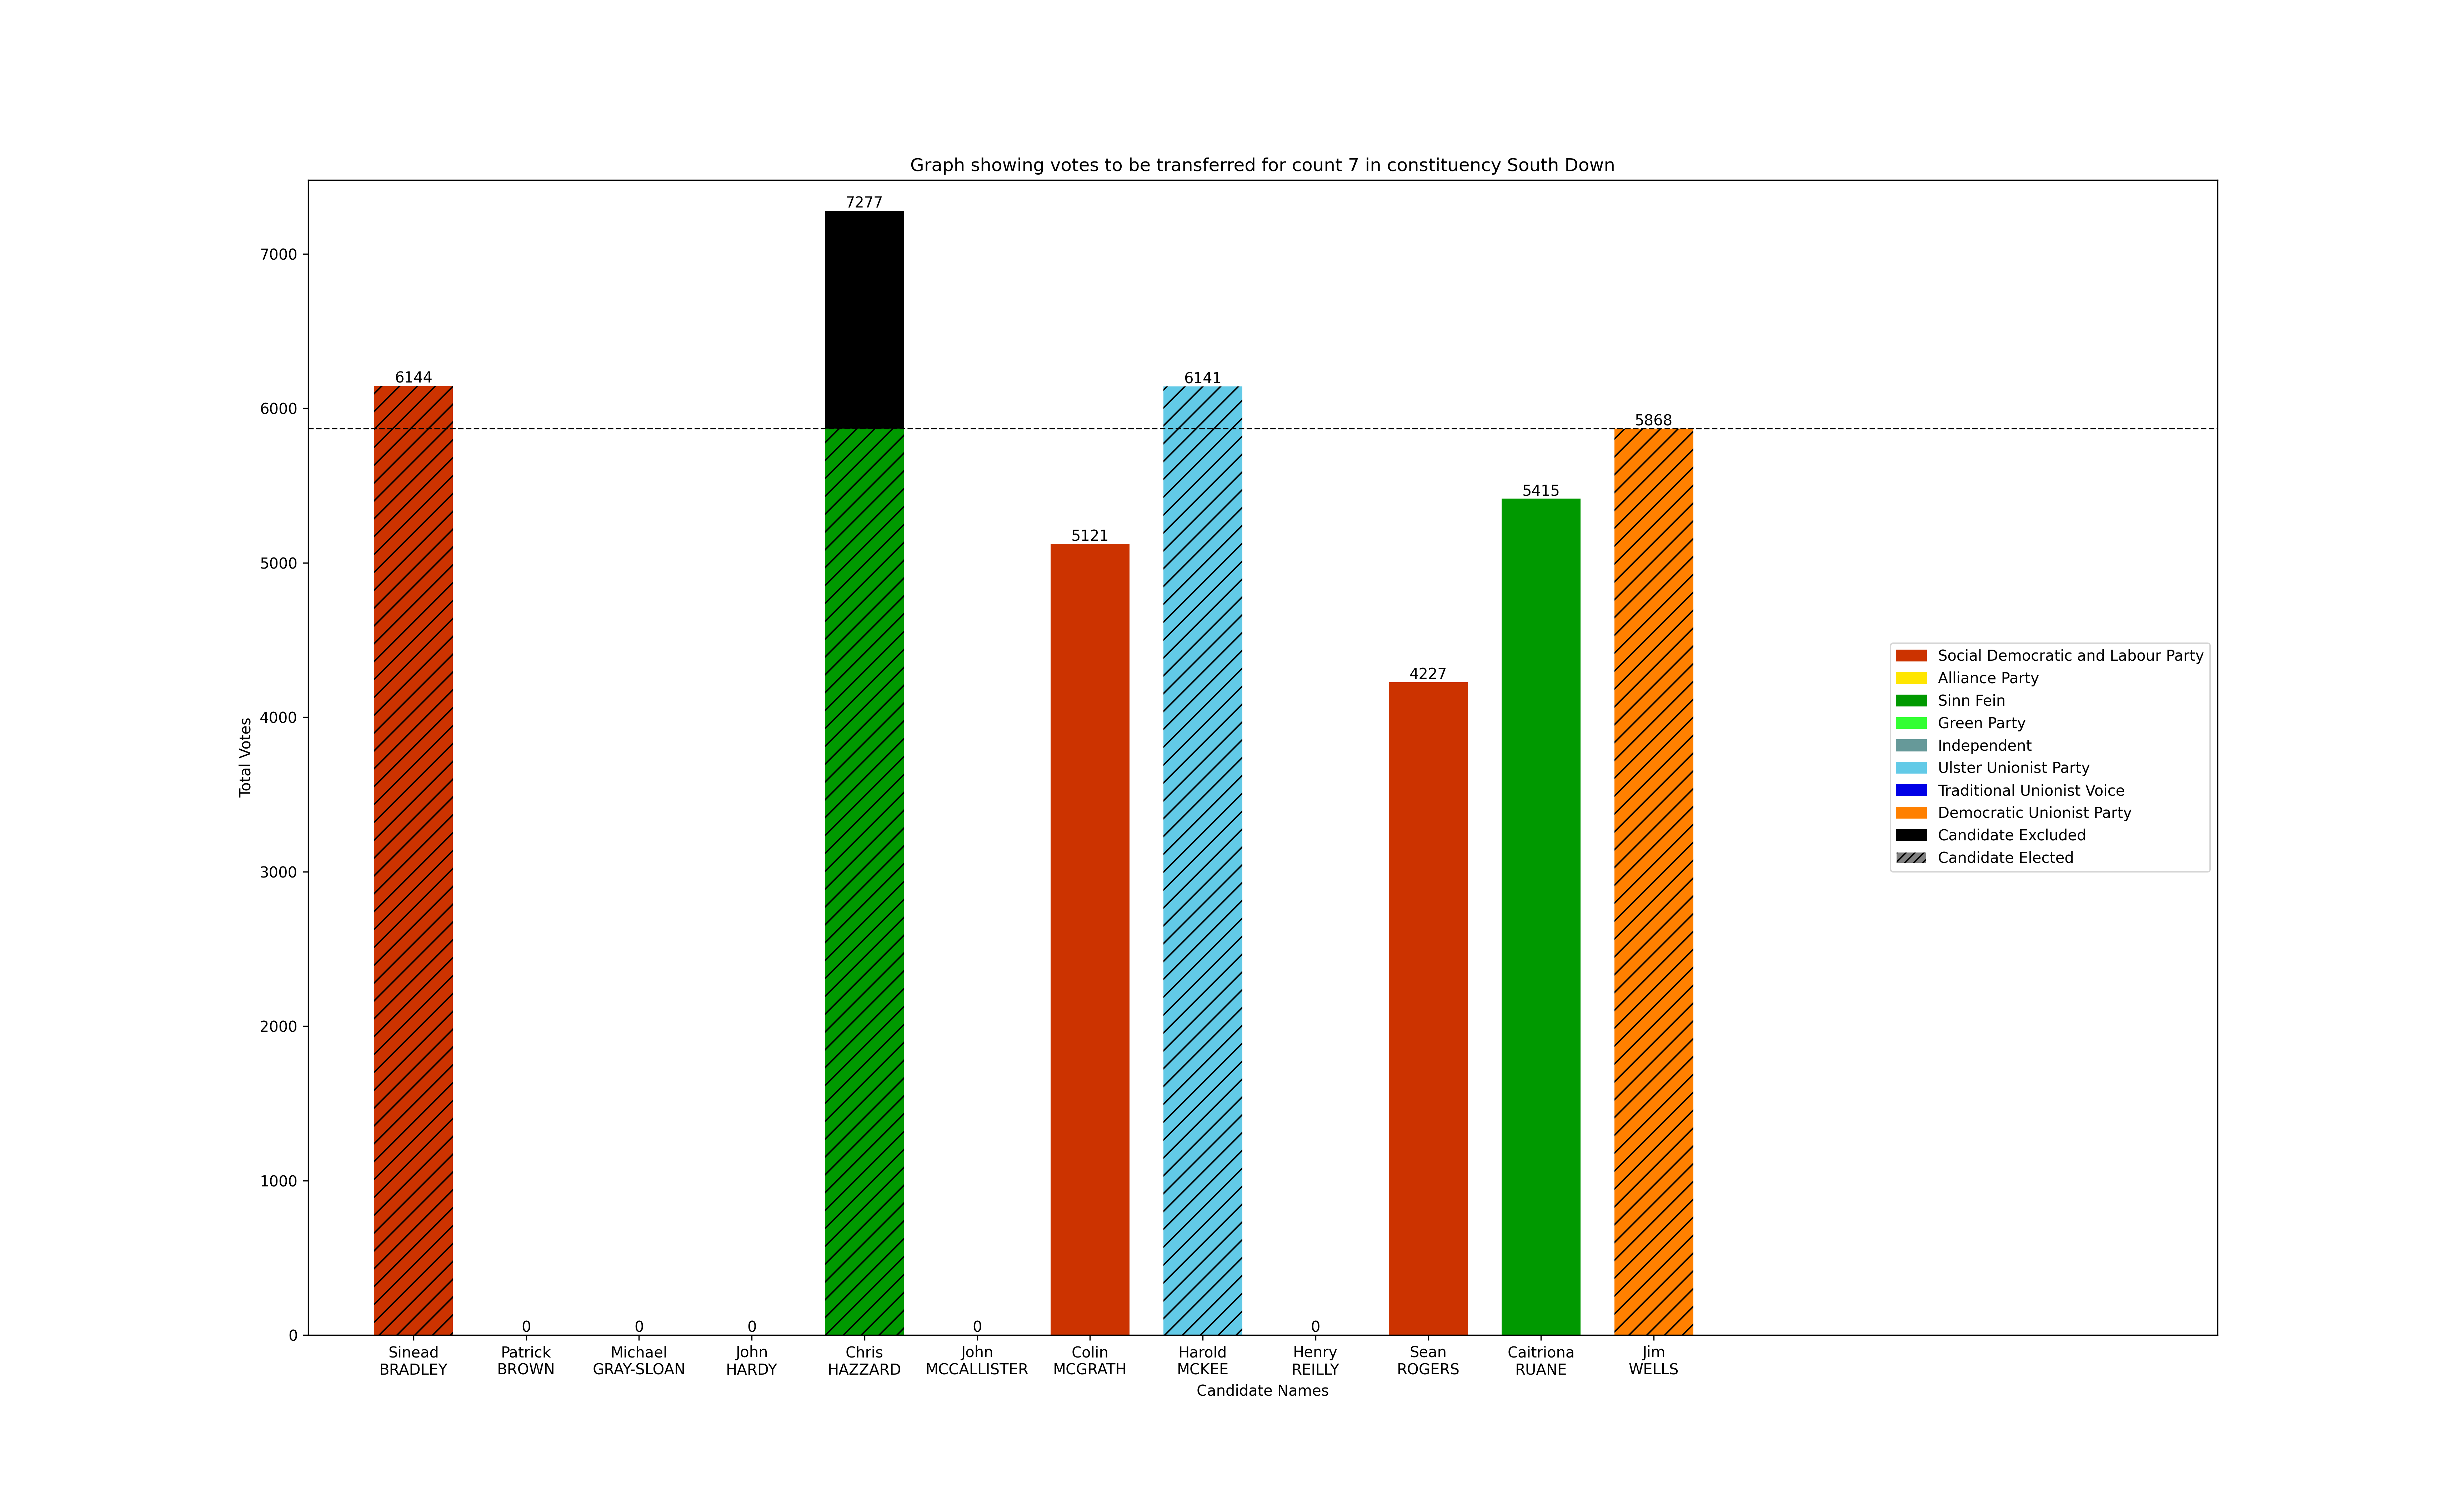 Graph showing votes to be transferred for count 7 in constituency South Down
Total Votes
7000
6000
5000
4000
3000
2000
1000
0
6144
0
0
0
7277
0
5121
6141
0
4227
5415
5868
Sinead
BRADLEY
Patrick
BROWN
Michael
GRAY-SLOAN
John
HARDY
Chris
HAZZARD
John
MCCALLISTER
Colin
MCGRATH
Harold
MCKEE
Henry
REILLY
Sean
ROGERS
Caitriona
RUANE
Jim
WELLS
Candidate Names
Social Democratic and Labour Party
Alliance Party
Sinn Fein
Green Party
Independent
Ulster Unionist Party
Traditional Unionist Voice
Democratic Unionist Party
Candidate Excluded
Candidate Elected